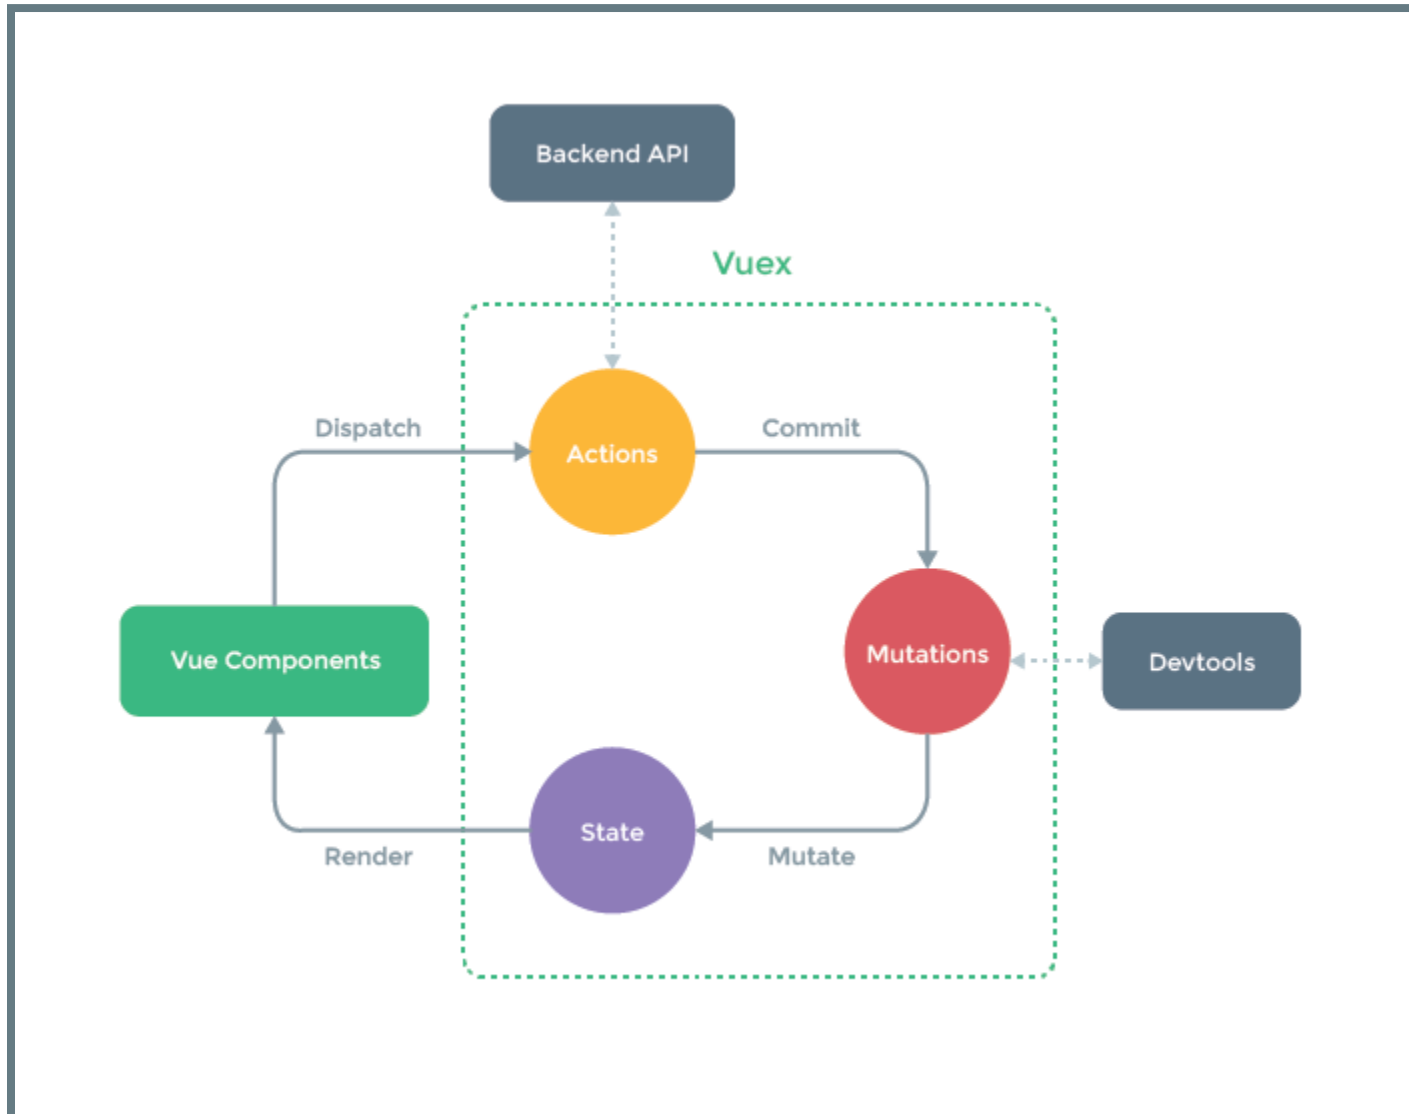 Backend API
Vuex
Dispatch
Commit
Actions
Vue Components
Mutations
Devtools
State
Render
Mutate